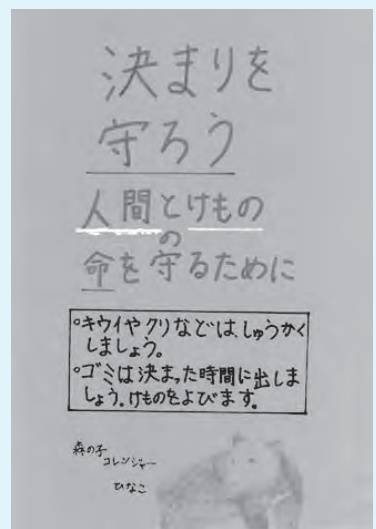 決まりを
守ろう
人間とけもの
の
命を守るために
◦キウイやクリなどは、しゅうかく
しましょう。
◦ゴミは決まった時間に出しま
しょう。けものをよびます。
森の子
コレンジャー
ひなこ